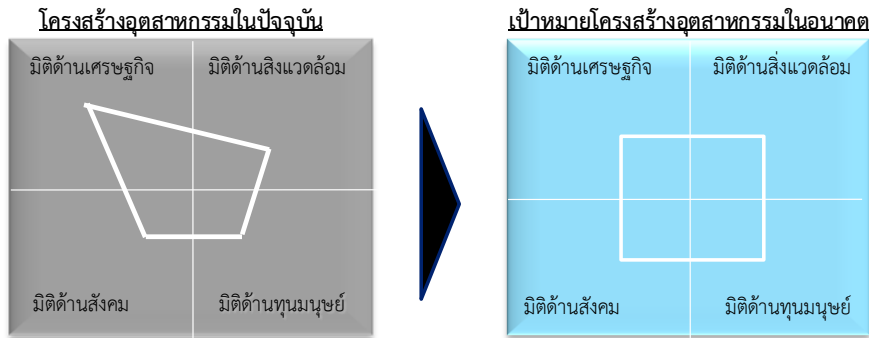 โครงสร้างอุตสาหกรรมในปัจจุบัน
เป้าหมายโครงสร้างอุตสาหกรรมในอนาคต
มิติด้านเศรษฐกิจ
มิติด้านสิงแวดล้อม
มิติด้านเศรษฐกิจ
มิติด้านสิ่งแวดล้อม
มิติด้านสังคม
มิติด้านทุนมนุษย์
มิติด้านสังคม
มิติด้านทุนมนุษย์